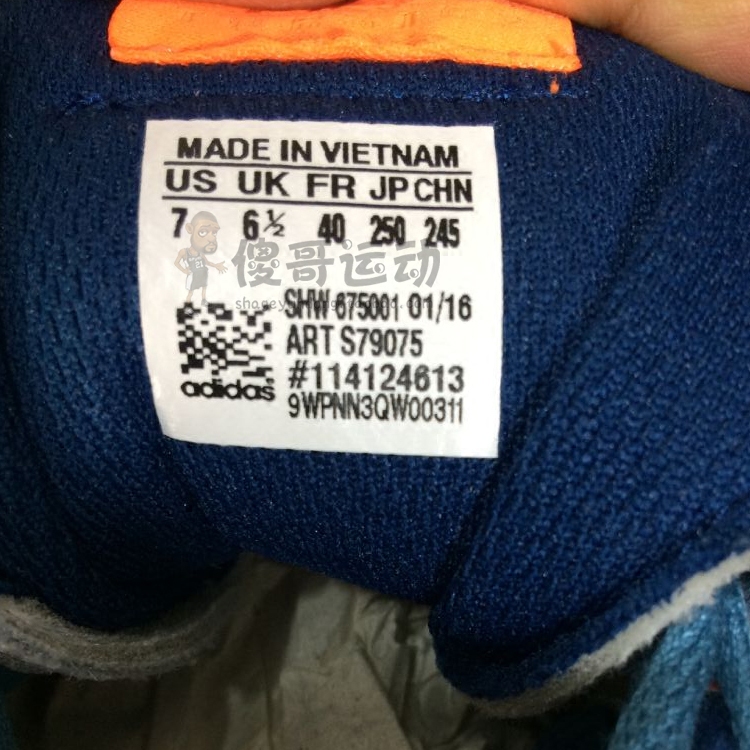 MADE IN VIETNAM
US UK FR JP CHN
7 6½ 40 250 245
傻哥运动
SHW 675001 01/16
ART S79075
#114124613
adidas
9WPNN3QW00311